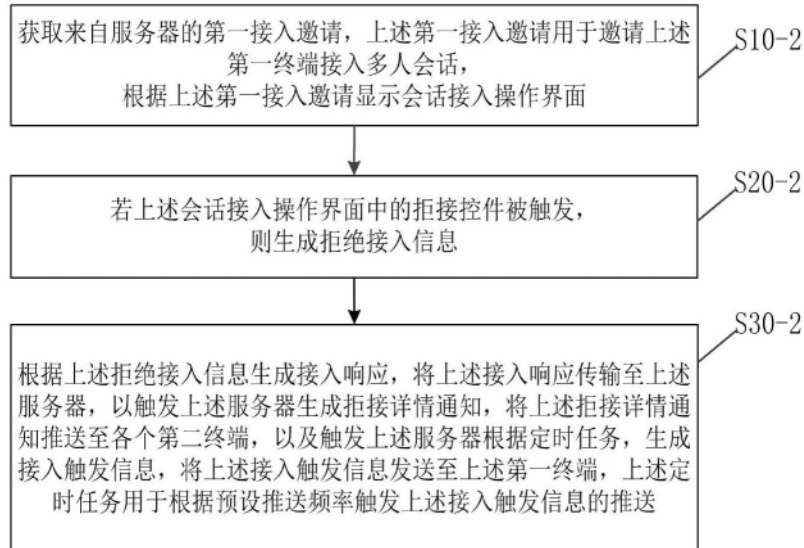 获取来自服务器的第一接入邀请，上述第一接入邀请用于邀请上述
第一终端接入多人会话，
根据上述第一接入邀请显示会话接入操作界面
S10-2
若上述会话接入操作界面中的拒接控件被触发，
则生成拒绝接入信息
S20-2
根据上述拒绝接入信息生成接入响应，将上述接入响应传输至上述
服务器，以触发上述服务器生成拒接详情通知，将上述拒接详情通
知推送至各个第二终端，以及触发上述服务器根据定时任务，生成
接入触发信息，将上述接入触发信息发送至上述第一终端，上述定
时任务用于根据预设推送频率触发上述接入触发信息的推送
S30-2